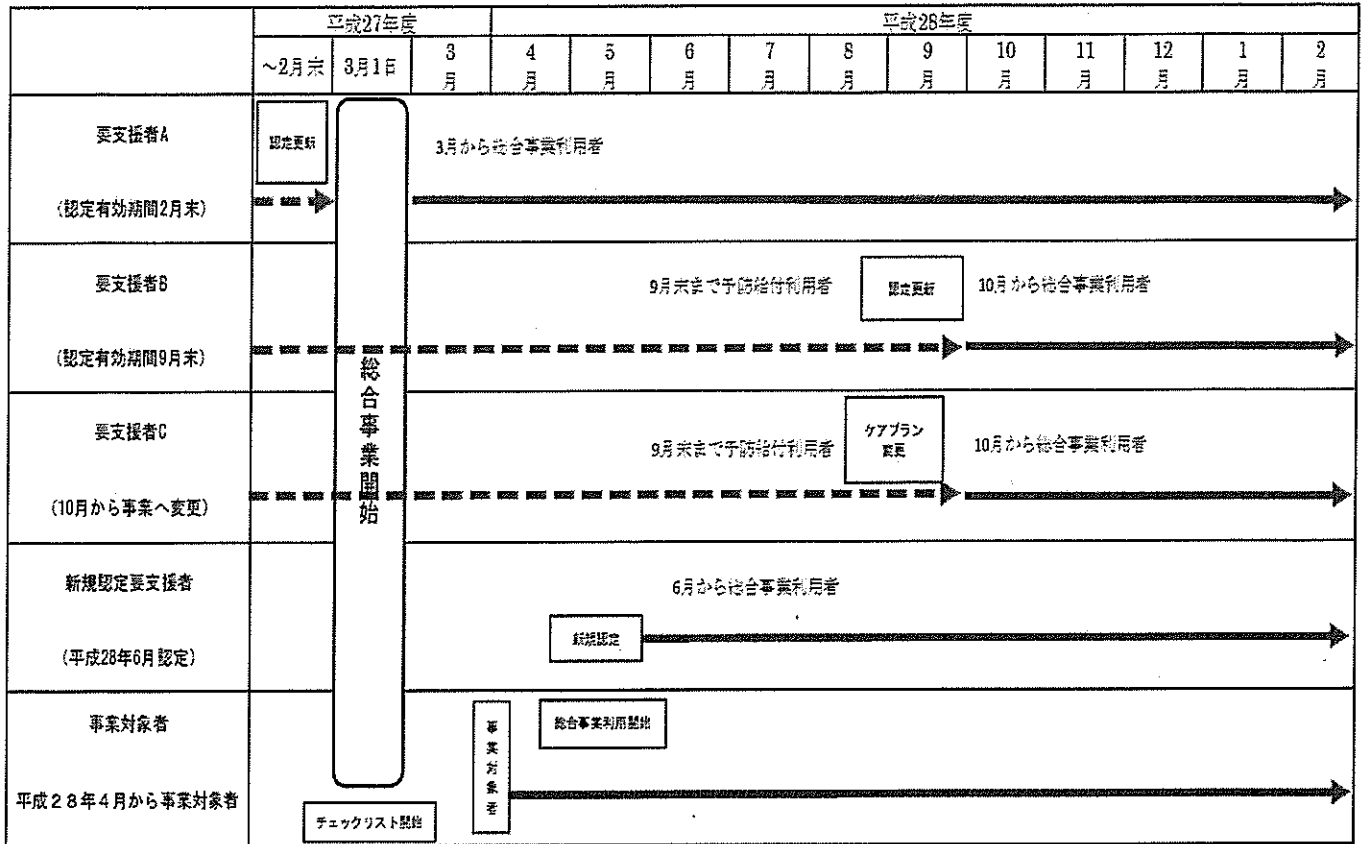 平成27年度 平成28年度
～2月末 3月1日 3月 4月 5月 6月 7月 8月 9月 10月 11月 12月 1月 2月
要支援者A
認定更新
3月から総合事業利用者
(認定有効期間2月末)
要支援者B
9月末まで予防給付利用者
認定更新
10月から総合事業利用者
(認定有効期間9月末)
総合事業開始
要支援者C
9月末まで予防給付利用者
ケアプラン
変更
10月から総合事業利用者
(10月から事業へ変更)
新規認定要支援者
6月から総合事業利用者
新規認定
(平成28年6月認定)
事業対象者
事業対象者
総合事業利用開始
平成２８年４月から事業対象者
チェックリスト開始